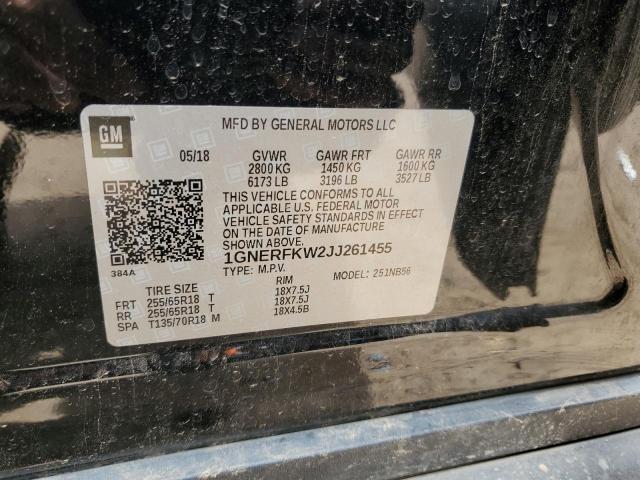 GM
MFD BY GENERAL MOTORS LLC
05/18 GVWR GAWR FRT GAWR RR
2800 KG 1450 KG 1600 KG
6173 LB 3196 LB 3527 LB
THIS VEHICLE CONFORMS TO ALL
APPLICABLE U.S. FEDERAL MOTOR
VEHICLE SAFETY STANDARDS IN EFFECT
ON THE DATE OF MANUFACTURE
SHOWN ABOVE.
384A 1GNERFKW2JJ261455
TYPE: M.P.V. MODEL: 251NB56
TIRE SIZE RIM
FRT 255/65R18 T 18X7.5J
RR 255/65R18 T 18X7.5J
SPA T135/70R18 M 18X4.5B